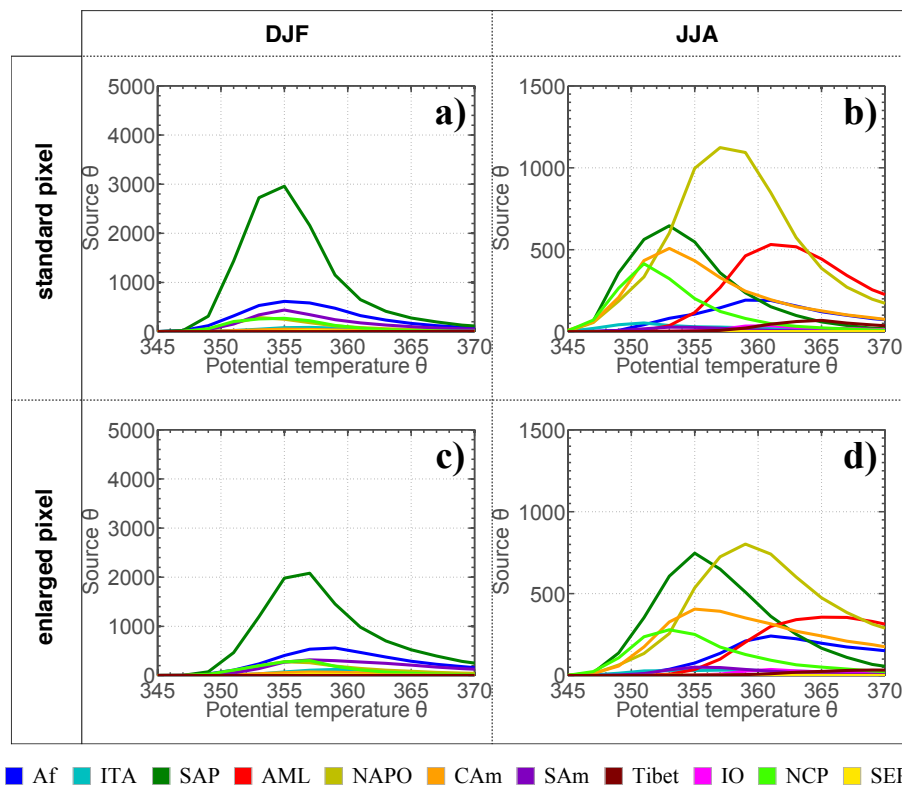 DJF
JJA
standard pixel
a)
5000
4000
3000
2000
1000
0
Source θ
345
350
355
360
365
370
Potential temperature θ
b)
1500
1000
500
0
Source θ
345
350
355
360
365
370
Potential temperature θ
enlarged pixel
c)
5000
4000
3000
2000
1000
0
Source θ
345
350
355
360
365
370
Potential temperature θ
d)
1500
1000
500
0
Source θ
345
350
355
360
365
370
Potential temperature θ
Af ITA SAP AML NAPO CAm SAm Tibet IO NCP